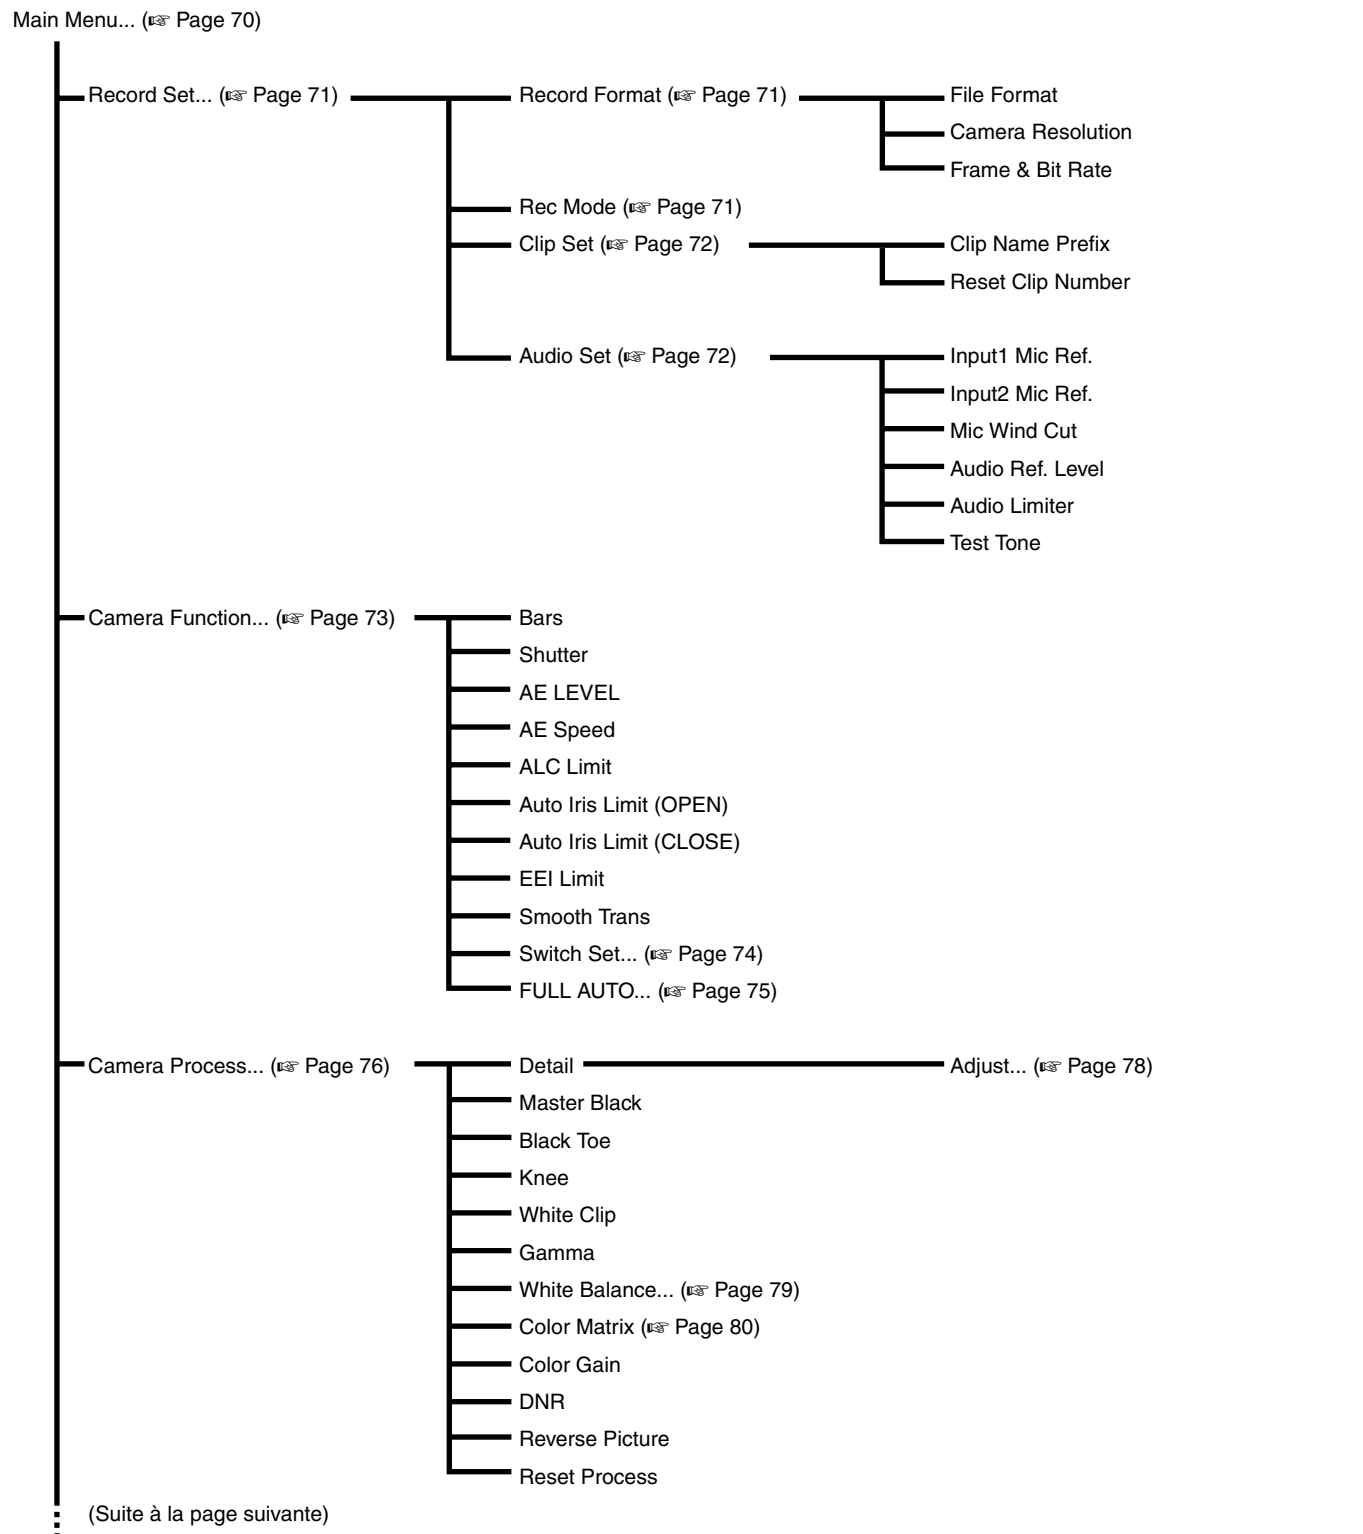 Main Menu... (☞ Page 70)
Record Set... (☞ Page 71)
Record Format (☞ Page 71)
File Format
Camera Resolution
Frame & Bit Rate
Rec Mode (☞ Page 71)
Clip Set (☞ Page 72)
Clip Name Prefix
Reset Clip Number
Audio Set (☞ Page 72)
Input1 Mic Ref.
Input2 Mic Ref.
Mic Wind Cut
Audio Ref. Level
Audio Limiter
Test Tone
Camera Function... (☞ Page 73)
Bars
Shutter
AE LEVEL
AE Speed
ALC Limit
Auto Iris Limit (OPEN)
Auto Iris Limit (CLOSE)
EEI Limit
Smooth Trans
Switch Set... (☞ Page 74)
FULL AUTO... (☞ Page 75)
Camera Process... (☞ Page 76)
Detail
Adjust... (☞ Page 78)
Master Black
Black Toe
Knee
White Clip
Gamma
White Balance... (☞ Page 79)
Color Matrix (☞ Page 80)
Color Gain
DNR
Reverse Picture
Reset Process
(Suite à la page suivante)